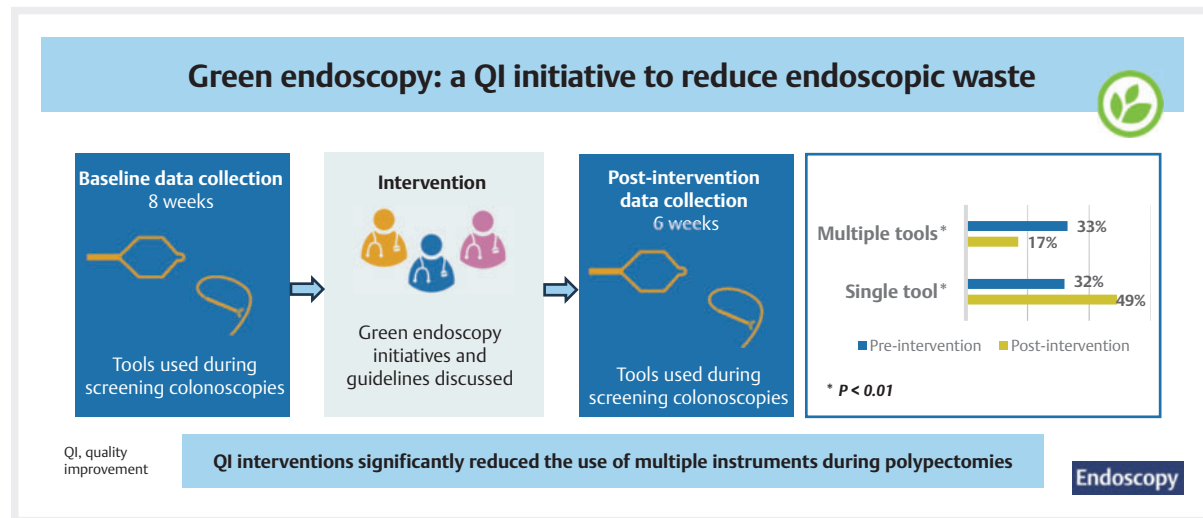 Green endoscopy: a QI initiative to reduce endoscopic waste
Baseline data collection
8 weeks
Tools used during
screening colonoscopies
Intervention
Green endoscopy
initiatives and
guidelines discussed
Post-intervention
data collection
6 weeks
Tools used during
screening colonoscopies
Multiple tools*
33%
17%
Single tool*
32%
49%
Pre-intervention Post-intervention
* P < 0.01
QI, quality
improvement
QI interventions significantly reduced the use of multiple instruments during polypectomies
Endoscopy